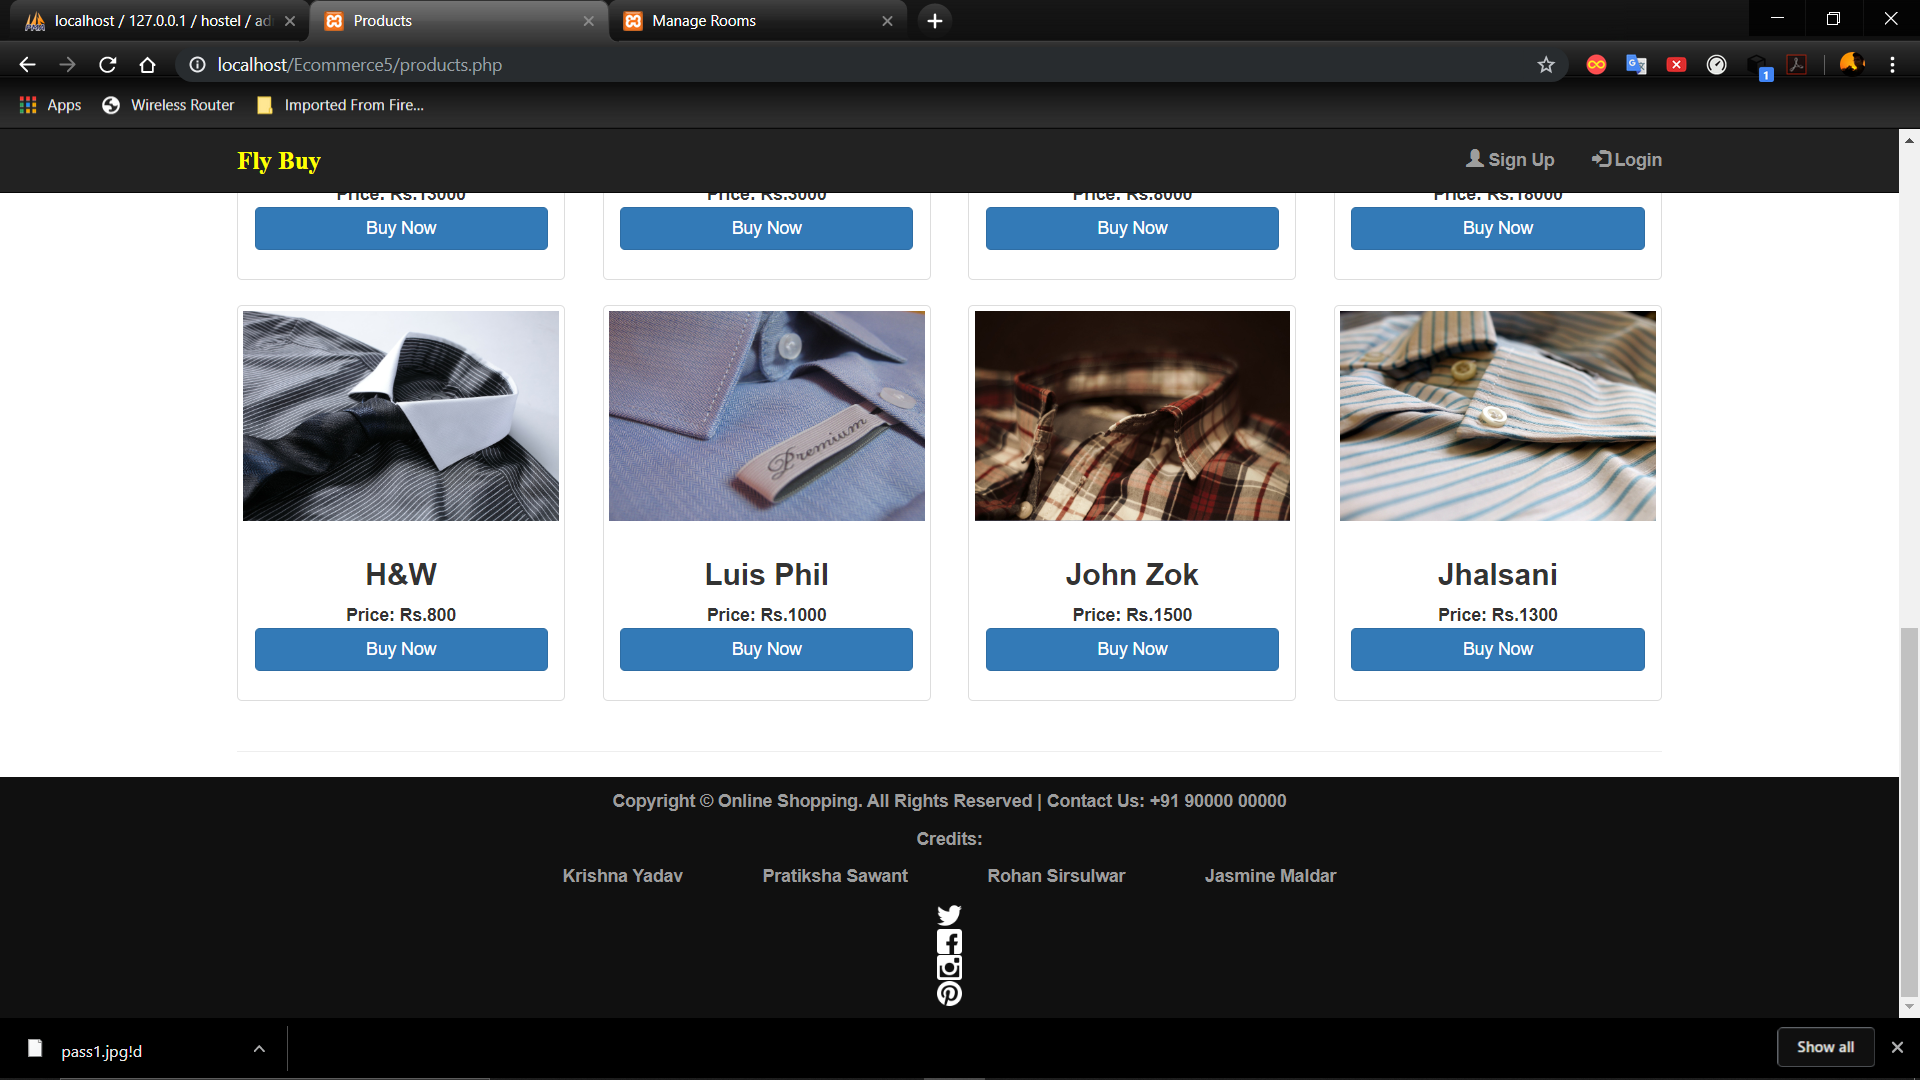 localhost / 127.0.0.1 / hostel / ad
Products
Manage Rooms
localhost/Ecommerce5/products.php
Apps
Wireless Router
Imported From Fire...
1
Fly Buy
Sign Up
Login
Price: Rs.13000
Price: Rs.3000
Price: Rs.8000
Price: Rs.18000
Buy Now
Buy Now
Buy Now
Buy Now
Premium
H&W
Luis Phil
John Zok
Jhalsani
Price: Rs.800
Price: Rs.1000
Price: Rs.1500
Price: Rs.1300
Buy Now
Buy Now
Buy Now
Buy Now
Copyright © Online Shopping. All Rights Reserved | Contact Us: +91 90000 00000
Credits:
Krishna Yadav
Pratiksha Sawant
Rohan Sirsulwar
Jasmine Maldar
pass1.jpg!d
Show all